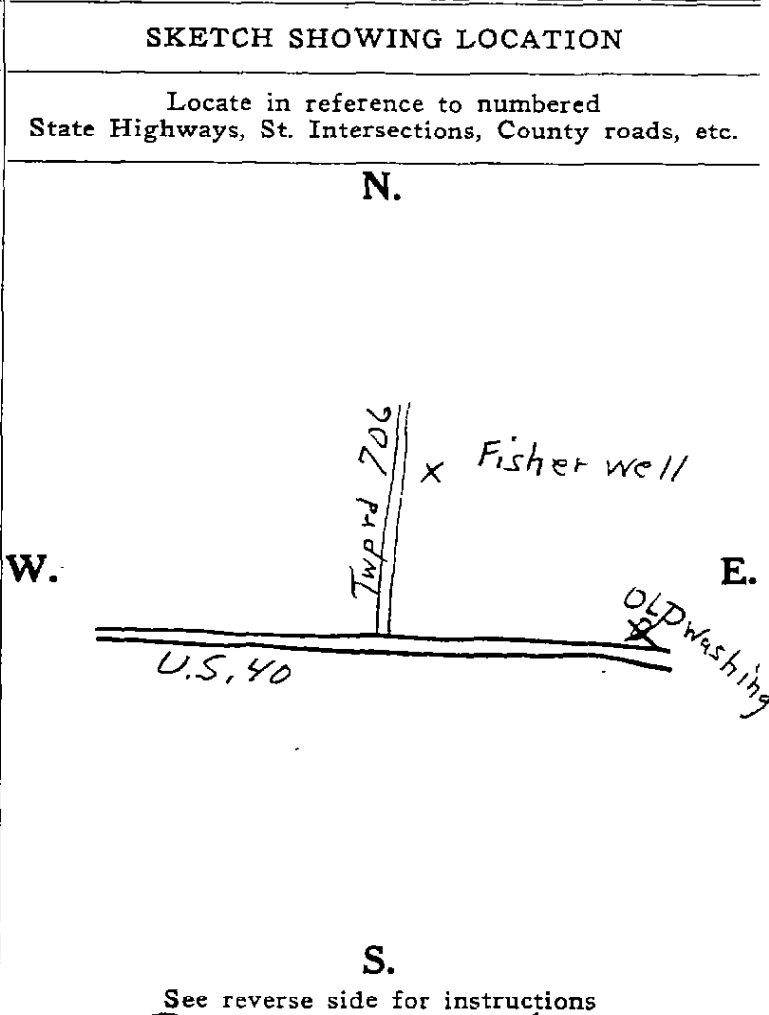 SKETCH SHOWING LOCATION
Locate in reference to numbered
State Highways, St. Intersections, County roads, etc.
N.
Twp rd 706
x Fisher well
W.
E.
OLD Washing
U.S. 40
S.
See reverse side for instructions